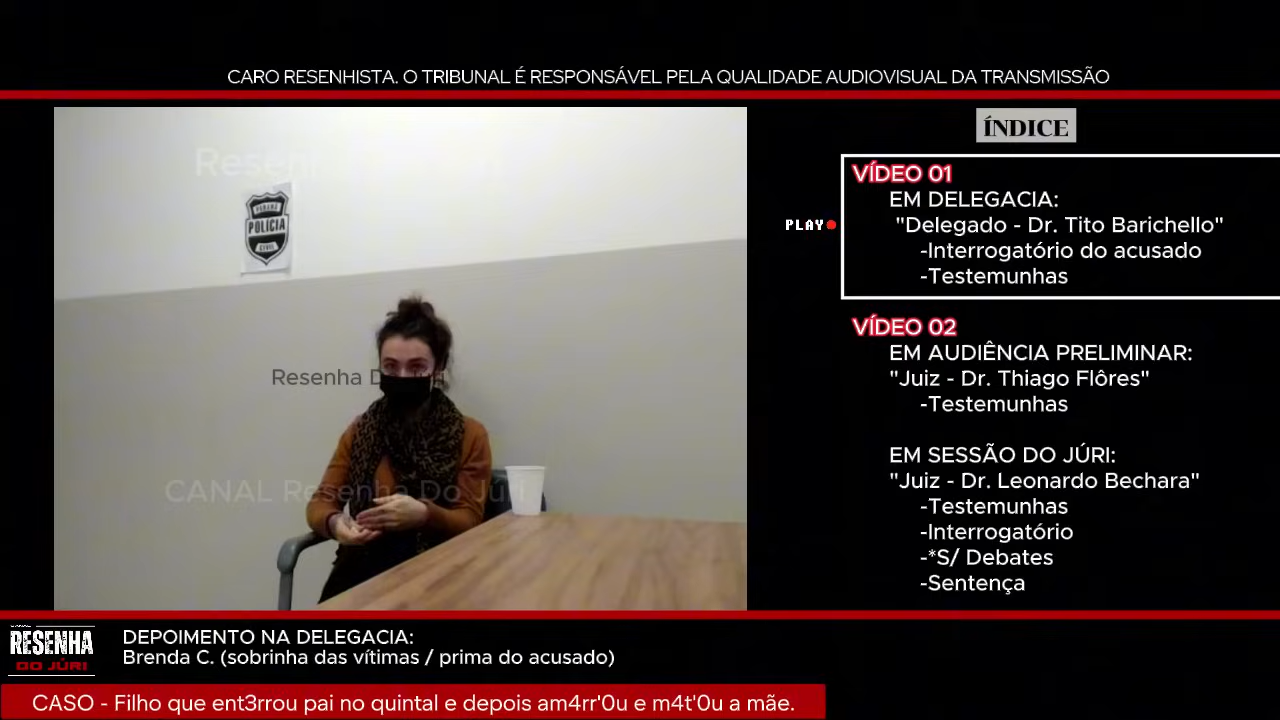 CARO RESENHISTA. O TRIBUNAL É RESPONSÁVEL PELA QUALIDADE AUDIOVISUAL DA TRANSMISSÃO
ÍNDICE
VÍDEO 01
EM DELEGACIA:
"Delegado - Dr. Tito Barichello"
-Interrogatório do acusado
-Testemunhas
PLAY
VÍDEO 02
EM AUDIÊNCIA PRELIMINAR:
"Juiz - Dr. Thiago Flôres"
-Testemunhas
EM SESSÃO DO JÚRI:
"Juiz - Dr. Leonardo Bechara"
-Testemunhas
-Interrogatório
-*S/ Debates
-Sentença
PARANÁ
POLÍCIA
CIVIL
Resenha Do Júri
CANAL Resenha Do Júri
RESENHA
DO JÚRI
DEPOIMENTO NA DELEGACIA:
Brenda C. (sobrinha das vítimas / prima do acusado)
CASO - Filho que ent3rrou pai no quintal e depois am4rr'0u e m4t'0u a mãe.